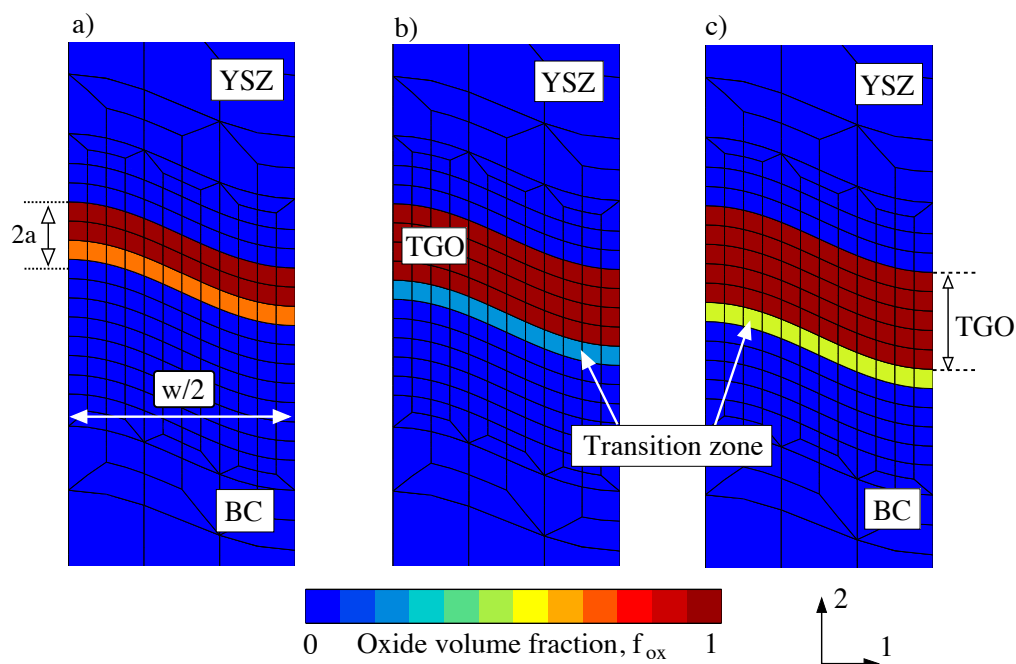 a)
b)
c)
YSZ
YSZ
YSZ
2a
TGO
TGO
w/2
Transition zone
BC
BC
0 Oxide volume fraction, f ox 1
2
1